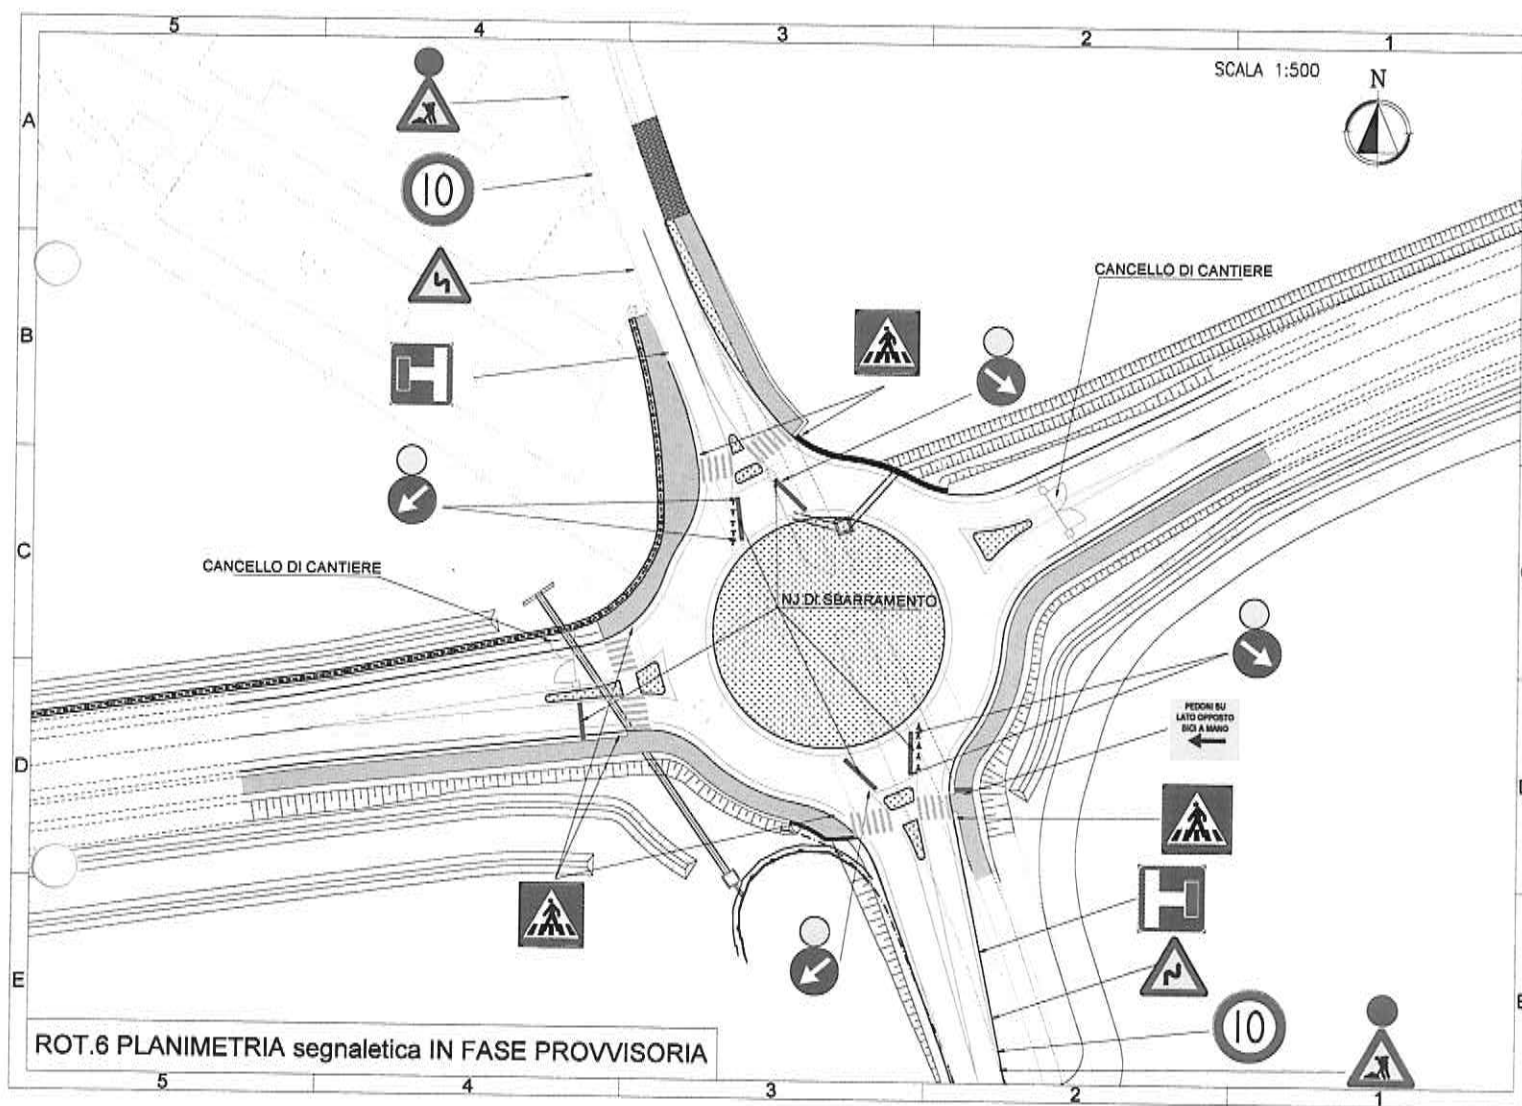 5 4 3 2 1
SCALA 1:500
N
A
10
CANCELLO DI CANTIERE
B
C
CANCELLO DI CANTIERE
NJ DI SBARRAMENTO
PEDONI SU
LATO OPPOSTO
BICI A MANO
D
E
10
ROT.6 PLANIMETRIA segnaletica IN FASE PROVVISORIA
5 4 3 2 1